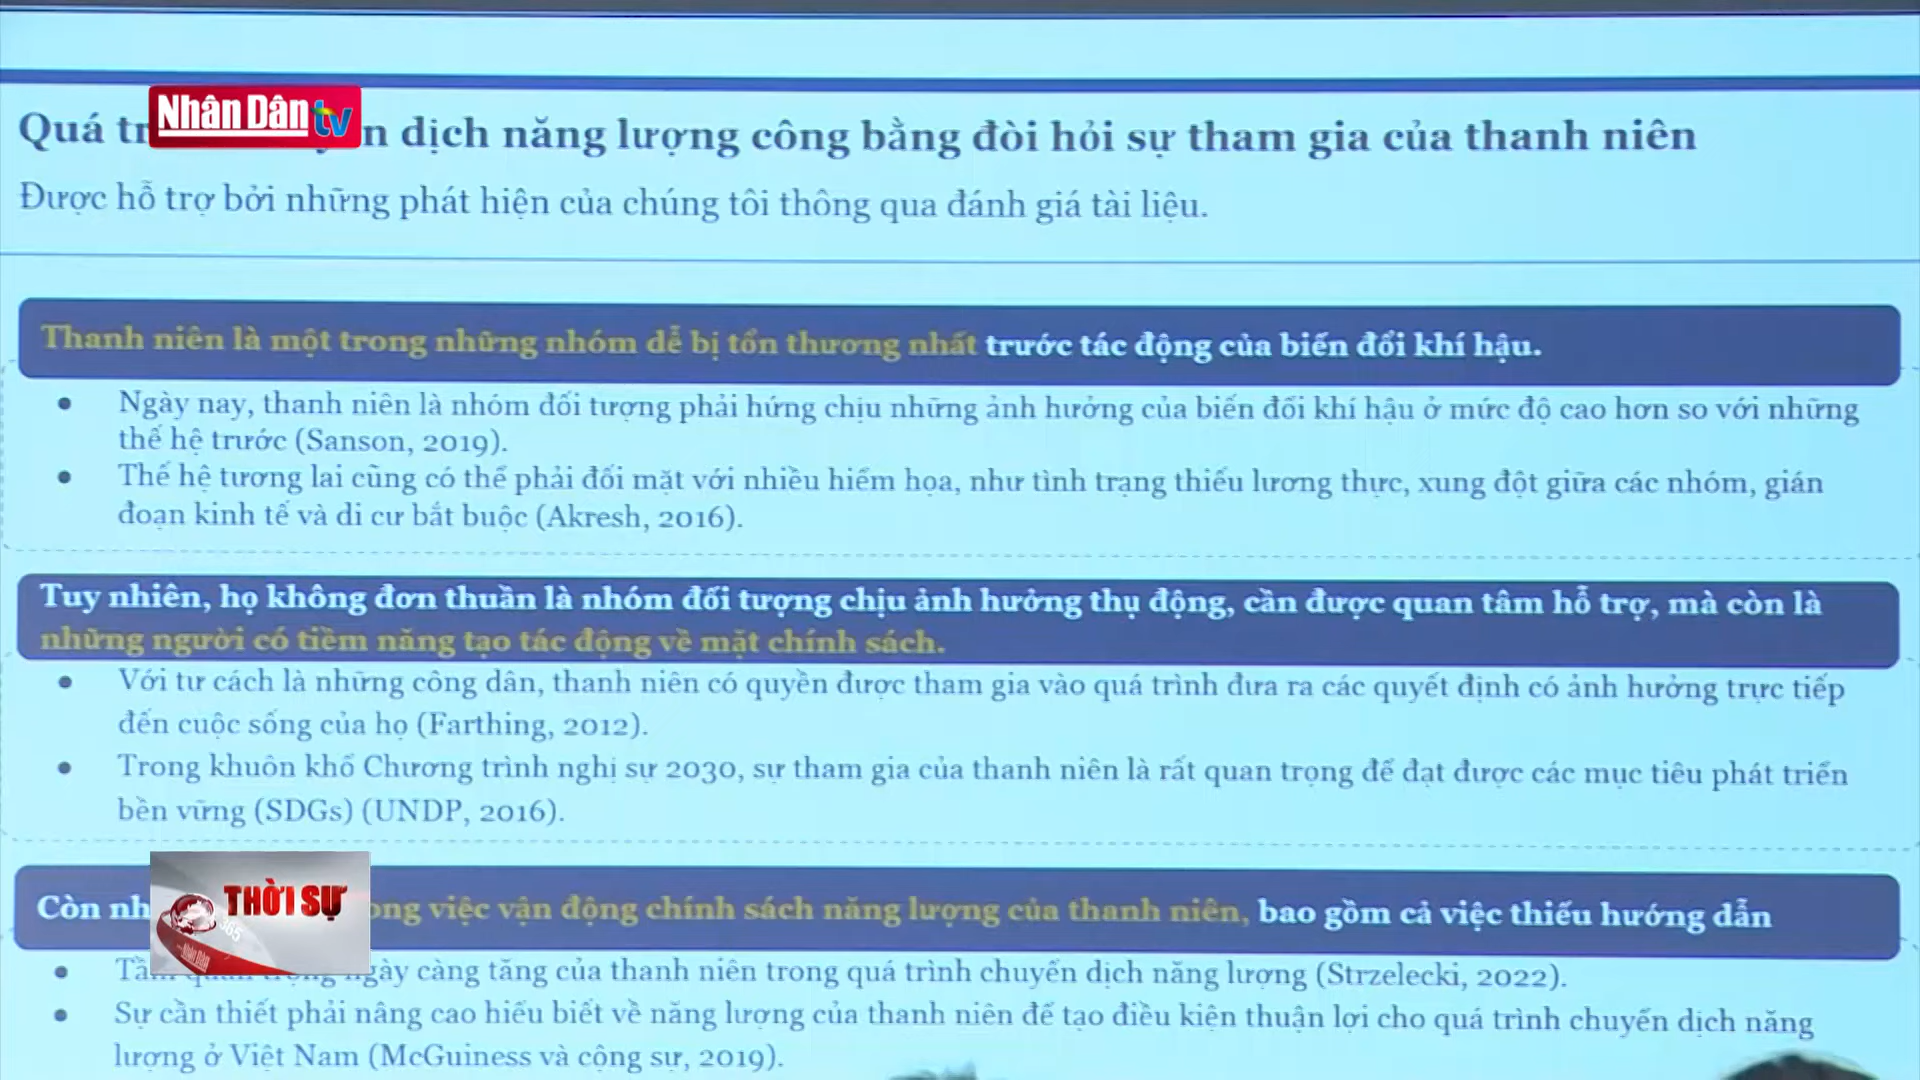 Nhân Dân tv
Quá tr n dịch năng lượng công bằng đòi hỏi sự tham gia của thanh niên
Được hỗ trợ bởi những phát hiện của chúng tôi thông qua đánh giá tài liệu.
Thanh niên là một trong những nhóm dễ bị tổn thương nhất trước tác động của biến đổi khí hậu.
● Ngày nay, thanh niên là nhóm đối tượng phải hứng chịu những ảnh hưởng của biến đổi khí hậu ở mức độ cao hơn so với những
thế hệ trước (Sanson, 2019).
● Thế hệ tương lai cũng có thể phải đối mặt với nhiều hiểm họa, như tình trạng thiếu lương thực, xung đột giữa các nhóm, gián
đoạn kinh tế và di cư bắt buộc (Akresh, 2016).
Tuy nhiên, họ không đơn thuần là nhóm đối tượng chịu ảnh hưởng thụ động, cần được quan tâm hỗ trợ, mà còn là
những người có tiềm năng tạo tác động về mặt chính sách.
● Với tư cách là những công dân, thanh niên có quyền được tham gia vào quá trình đưa ra các quyết định có ảnh hưởng trực tiếp
đến cuộc sống của họ (Farthing, 2012).
● Trong khuôn khổ Chương trình nghị sự 2030, sự tham gia của thanh niên là rất quan trọng để đạt được các mục tiêu phát triển
bền vững (SDGs) (UNDP, 2016).
Còn nh ong việc vận động chính sách năng lượng của thanh niên, bao gồm cả việc thiếu hướng dẫn
THỜI SỰ
365
Nhân Dân
● Tầm quan trọng ngày càng tăng của thanh niên trong quá trình chuyển dịch năng lượng (Strzelecki, 2022).
● Sự cần thiết phải nâng cao hiểu biết về năng lượng của thanh niên để tạo điều kiện thuận lợi cho quá trình chuyển dịch năng
lượng ở Việt Nam (McGuiness và cộng sự, 2019).